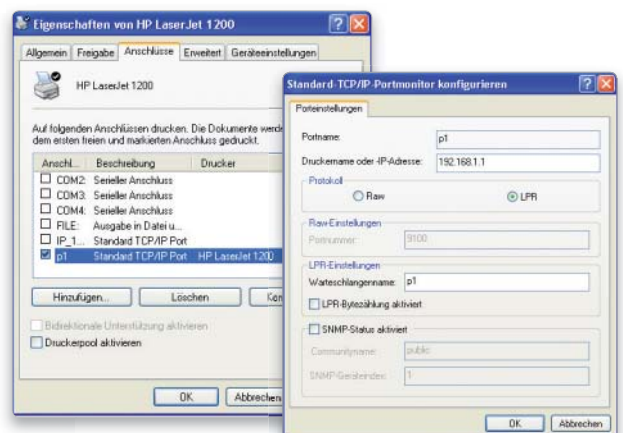 Eigenschaften von HP LaserJet 1200
Allgemein Freigabe Anschlüsse Erweitert Geräteeinstellungen
HP LaserJet 1200
Auf folgenden Anschlüssen drucken. Die Dokumente
dem ersten freien und markierten Anschluss gedruckt.
Anschl... Beschreibung Drucker
COM2: Serieller Anschluss
COM3: Serieller Anschluss
COM4: Serieller Anschluss
FILE: Ausgabe in Datei u...
IP_1... Standard TCP/IP Port
p1 Standard TCP/IP Port HP LaserJet 1200
Hinzufügen... Löschen
Bidirektionale Unterstützung aktivieren
Druckerpool aktivieren
OK Abbrechen
Standard-TCP/IP-Portmonitor konfigurieren
Porteinstellungen
Portname: p1
Druckername oder -IP-Adresse: 192.168.1.1
Protokoll
Raw LPR
Raw-Einstellungen
Portnummer: 9100
LPR-Einstellungen
Warteschlangenname: p1
LPR-Bytezählung aktiviert
SNMP-Status aktiviert
Communityname: public
SNMP-Geräteindex: 1
OK Abbrechen